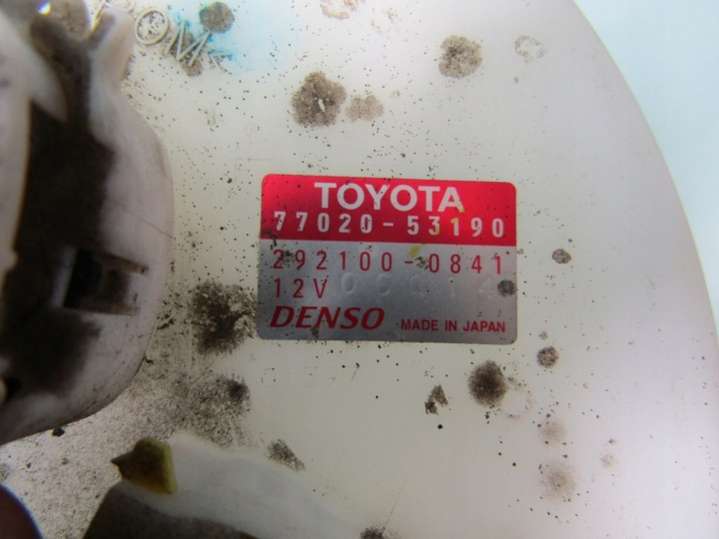 TOYOTA
77020-53190
292100-0841
12V
DENSO MADE IN JAPAN